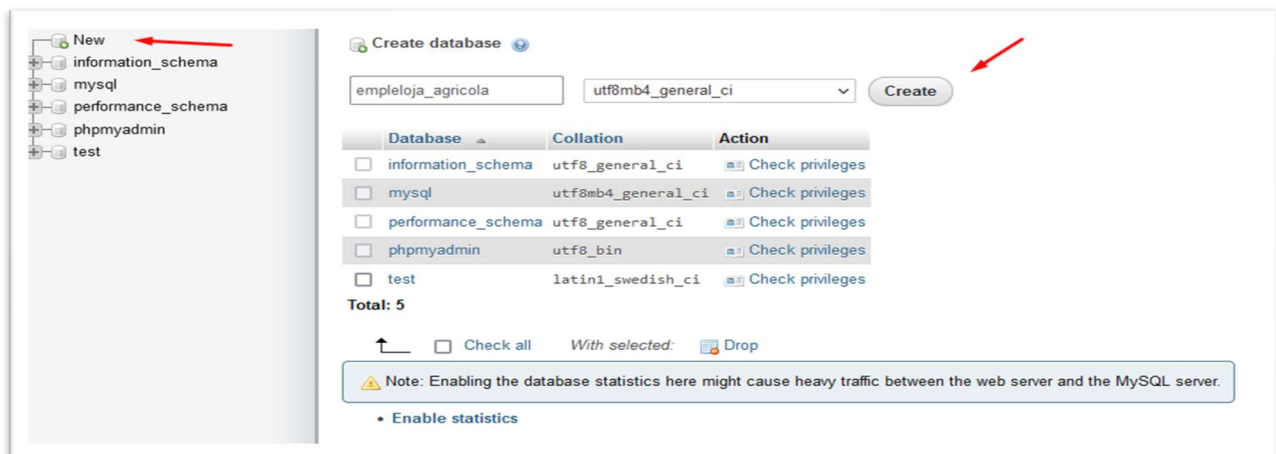 New
information_schema
mysql
performance_schema
phpmyadmin
test
Create database
empleloja_agricola utf8mb4_general_ci Create
Database Collation Action
information_schema utf8_general_ci Check privileges
mysql utf8mb4_general_ci Check privileges
performance_schema utf8_general_ci Check privileges
phpmyadmin utf8_bin Check privileges
test latin1_swedish_ci Check privileges
Total: 5
Check all With selected: Drop
Note: Enabling the database statistics here might cause heavy traffic between the web server and the MySQL server.
• Enable statistics